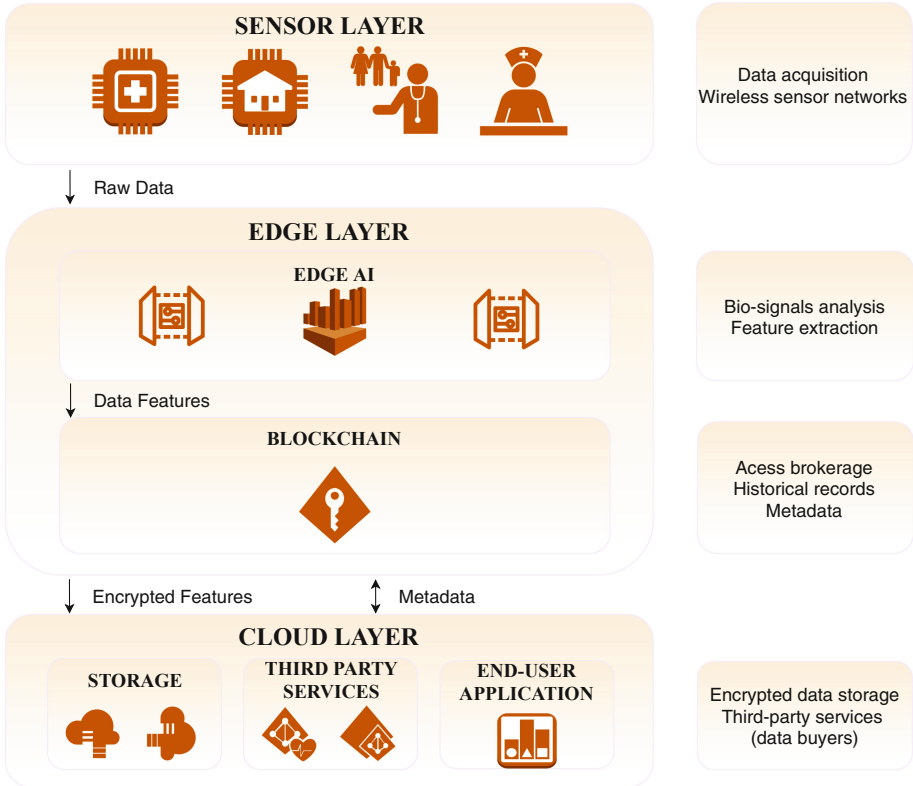 SENSOR LAYER
Data acquisition
Wireless sensor networks
Raw Data
EDGE LAYER
EDGE AI
Bio-signals analysis
Feature extraction
Data Features
BLOCKCHAIN
Acess brokerage
Historical records
Metadata
Encrypted Features
Metadata
CLOUD LAYER
STORAGE
THIRD PARTY
SERVICES
END-USER
APPLICATION
Encrypted data storage
Third-party services
(data buyers)